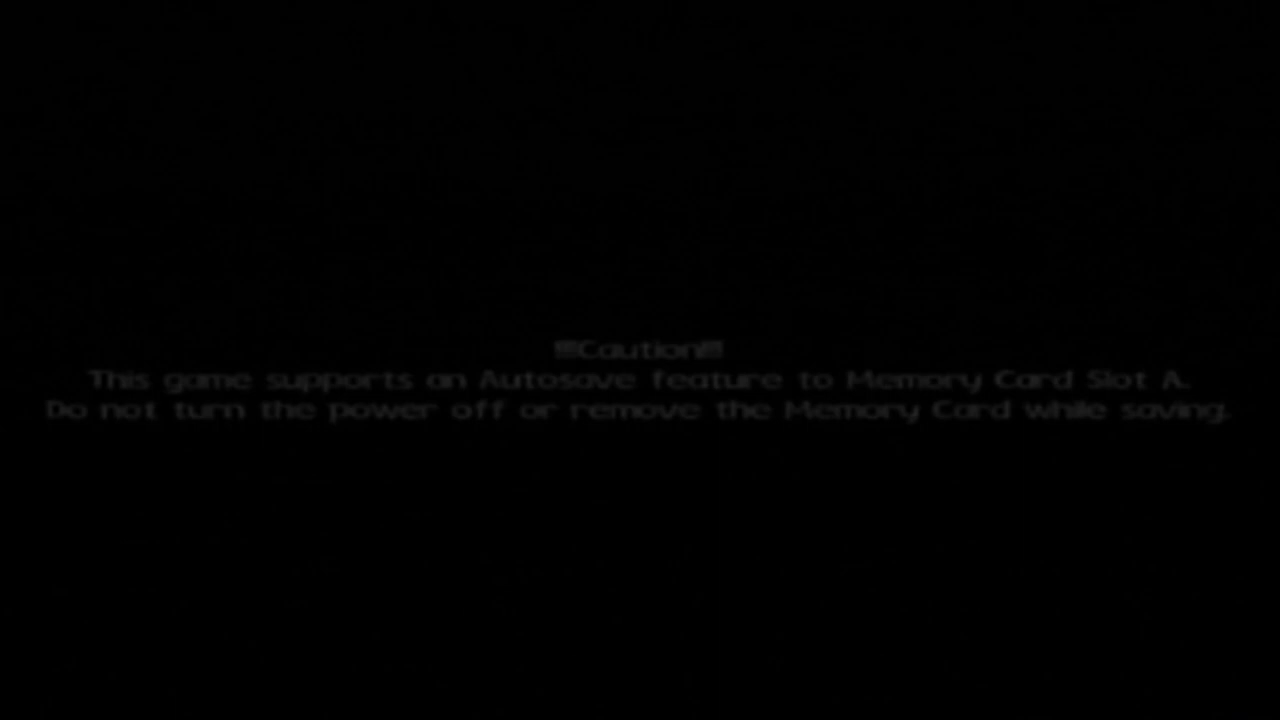 !!!Caution!!!
This game supports an Autosave feature to Memory Card Slot A.
Do not turn the power off or remove the Memory Card while saving.